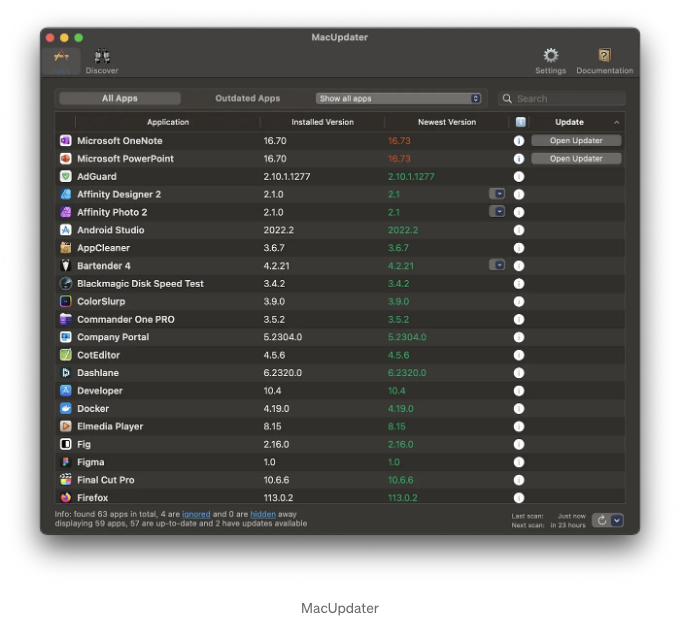 MacUpdater
Discover
Settings
Documentation
All Apps
Outdated Apps
Show all apps
Search
Application Installed Version Newest Version Update
Microsoft OneNote 16.70 16.73 Open Updater
Microsoft PowerPoint 16.70 16.73 Open Updater
AdGuard 2.10.1.1277 2.10.1.1277
Affinity Designer 2 2.1.0 2.1
Affinity Photo 2 2.1.0 2.1
Android Studio 2022.2 2022.2
AppCleaner 3.6.7 3.6.7
Bartender 4 4.2.21 4.2.21
Blackmagic Disk Speed Test 3.4.2 3.4.2
ColorSlurp 3.9.0 3.9.0
Commander One PRO 3.5.2 3.5.2
Company Portal 5.2304.0 5.2304.0
CotEditor 4.5.6 4.5.6
Dashlane 6.2320.0 6.2320.0
Developer 10.4 10.4
Docker 4.19.0 4.19.0
Elmedia Player 8.15 8.15
Fig 2.16.0 2.16.0
Figma 1.0 1.0
Final Cut Pro 10.6.6 10.6.6
Firefox 113.0.2 113.0.2
Info: found 63 apps in total, 4 are ignored and 0 are hidden away
displaying 59 apps, 57 are up-to-date and 2 have updates available
Last scan: Just now
Next scan: in 23 hours
MacUpdater